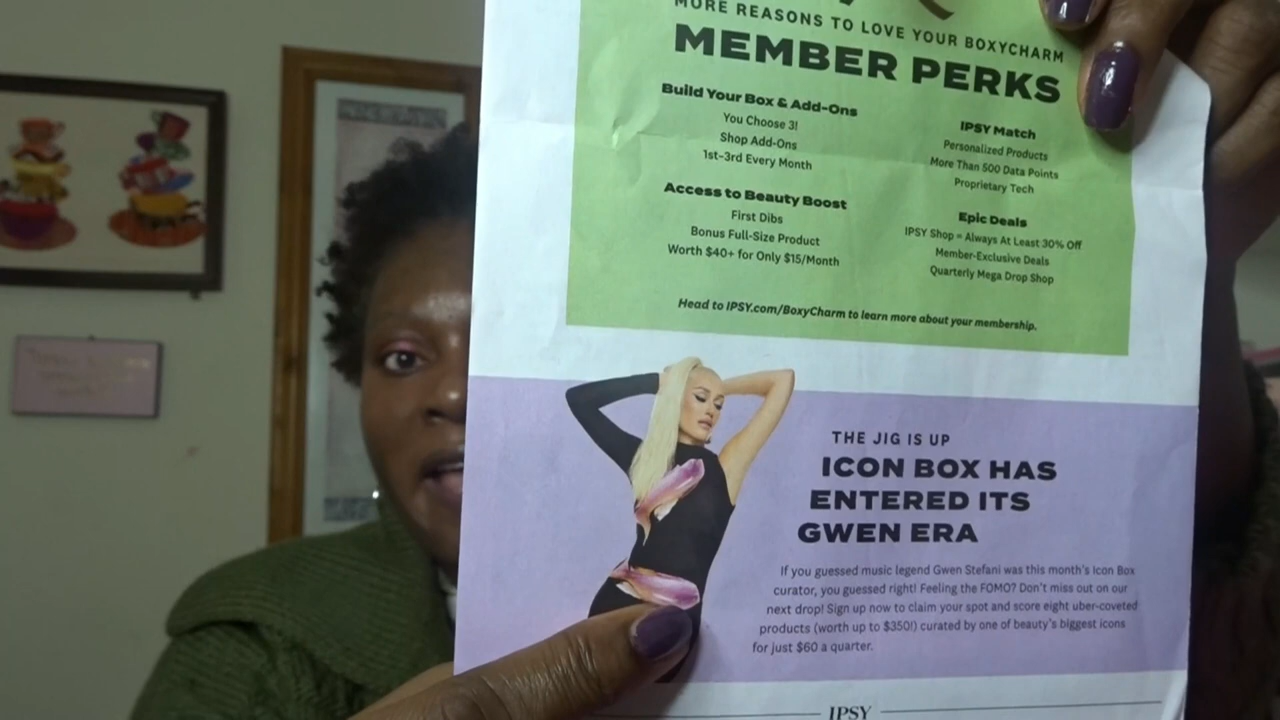 MORE REASONS TO LOVE YOUR BOXYCHARM
MEMBER PERKS
Build Your Box & Add-Ons
You Choose 3!
Shop Add-Ons
1st-3rd Every Month
Access to Beauty Boost
First Dibs
Bonus Full-Size Product
Worth $40+ for Only $15/Month
IPSY Match
Personalized Products
More Than 500 Data Points
Proprietary Tech
Epic Deals
IPSY Shop = Always At Least 30% Off
Member-Exclusive Deals
Quarterly Mega Drop Shop
Head to IPSY.com/BoxyCharm to learn more about your membership.
THE JIG IS UP
ICON BOX HAS
ENTERED ITS
GWEN ERA
If you guessed music legend Gwen Stefani was this month's Icon Box
curator, you guessed right! Feeling the FOMO? Don't miss out on our
next drop! Sign up now to claim your spot and score eight uber-coveted
products (worth up to $350!) curated by one of beauty's biggest icons
for just $60 a quarter.
IPSY